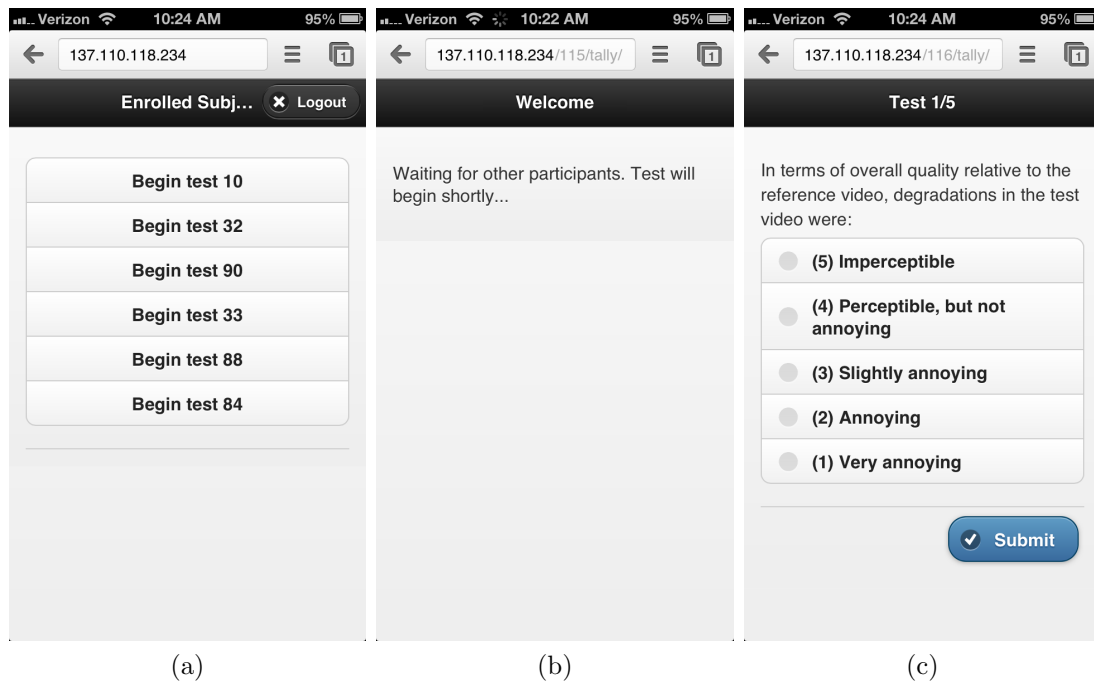 Verizon 10:24 AM 95%
137.110.118.234 1
Enrolled Subj... Logout
Begin test 10
Begin test 32
Begin test 90
Begin test 33
Begin test 88
Begin test 84
(a)
Verizon 10:22 AM 95%
137.110.118.234/115/tally/ 1
Welcome
Waiting for other participants. Test will
begin shortly...
(b)
Verizon 10:24 AM 95%
137.110.118.234/116/tally/ 1
Test 1/5
In terms of overall quality relative to the
reference video, degradations in the test
video were:
(5) Imperceptible
(4) Perceptible, but not
annoying
(3) Slightly annoying
(2) Annoying
(1) Very annoying
Submit
(c)